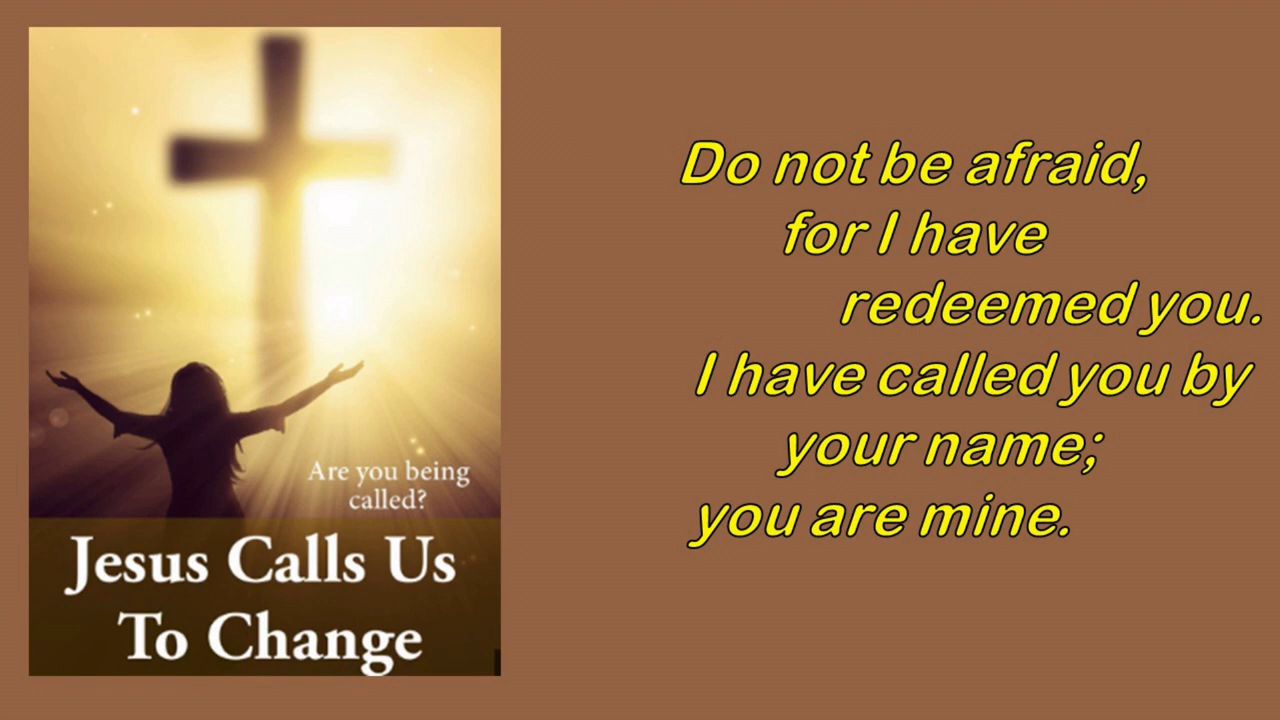 Are you being
called?
Jesus Calls Us
To Change
Do not be afraid,
for I have
redeemed you.
I have called you by
your name;
you are mine.